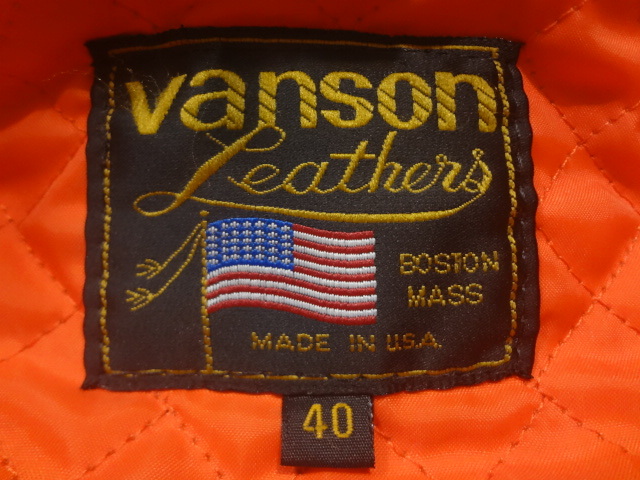 vanson
Leathers
BOSTON
MASS
MADE IN U.S.A.
40